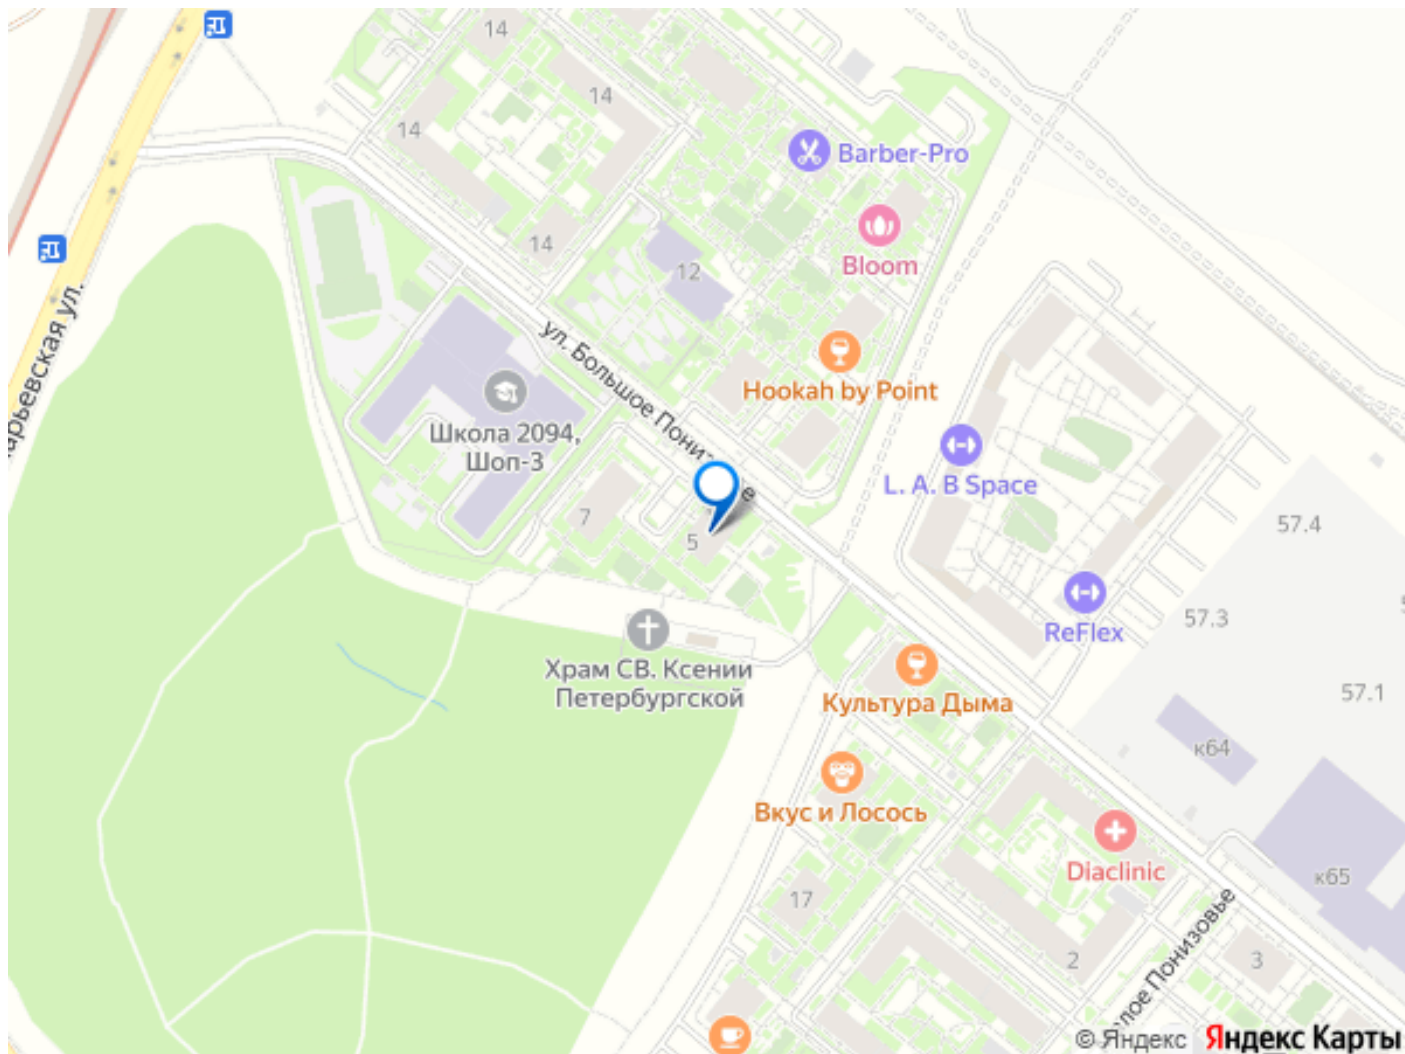 14
14
14
Barber-Pro
14
12
Bloom
ул. Большое Понизовье
Hookah by Point
Школа 2094,
Шоп-3
L. A. B Space
57.4
7
5
ReFlex
57.3
Храм СВ. Ксении
Петербургской
57.1
Культура Дыма
к64
Вкус и Лосось
Diaclinic
к65
17
2
3
© Яндекс Яндекс Карты